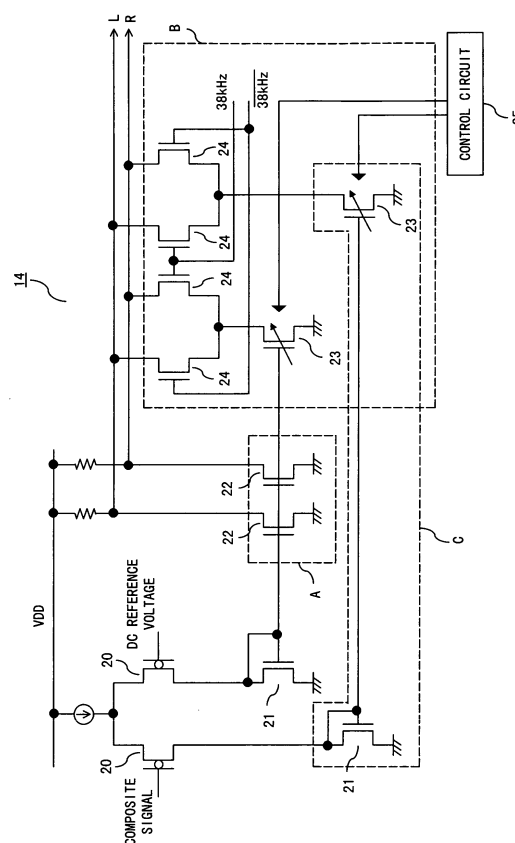 14
VDD
L
R
COMPOSITE
SIGNAL
20
20
DC REFERENCE
VOLTAGE
21
21
22
22
A
B
24
24
24
24
38kHz
38kHz
23
23
C
CONTROL CIRCUIT